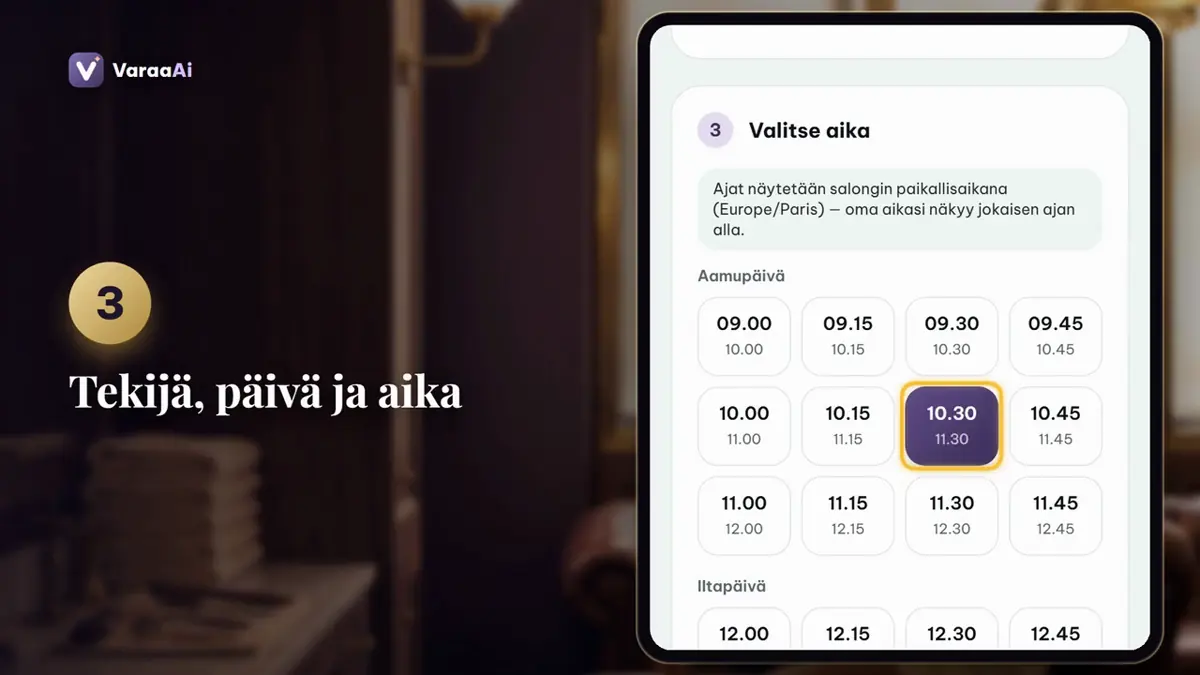 VaraaAi
3
Tekijä, päivä ja aika
3 Valitse aika
Ajat näytetään salongin paikallisaikana
(Europe/Paris) — oma aikasi näkyy jokaisen ajan
alla.
Aamupäivä
09.00 09.15 09.30 09.45
10.00 10.15 10.30 10.45
10.00 10.15 10.30 10.45
11.00 11.15 11.30 11.45
11.00 11.15 11.30 11.45
12.00 12.15 12.30 12.45
Iltapäivä
12.00 12.15 12.30 12.45